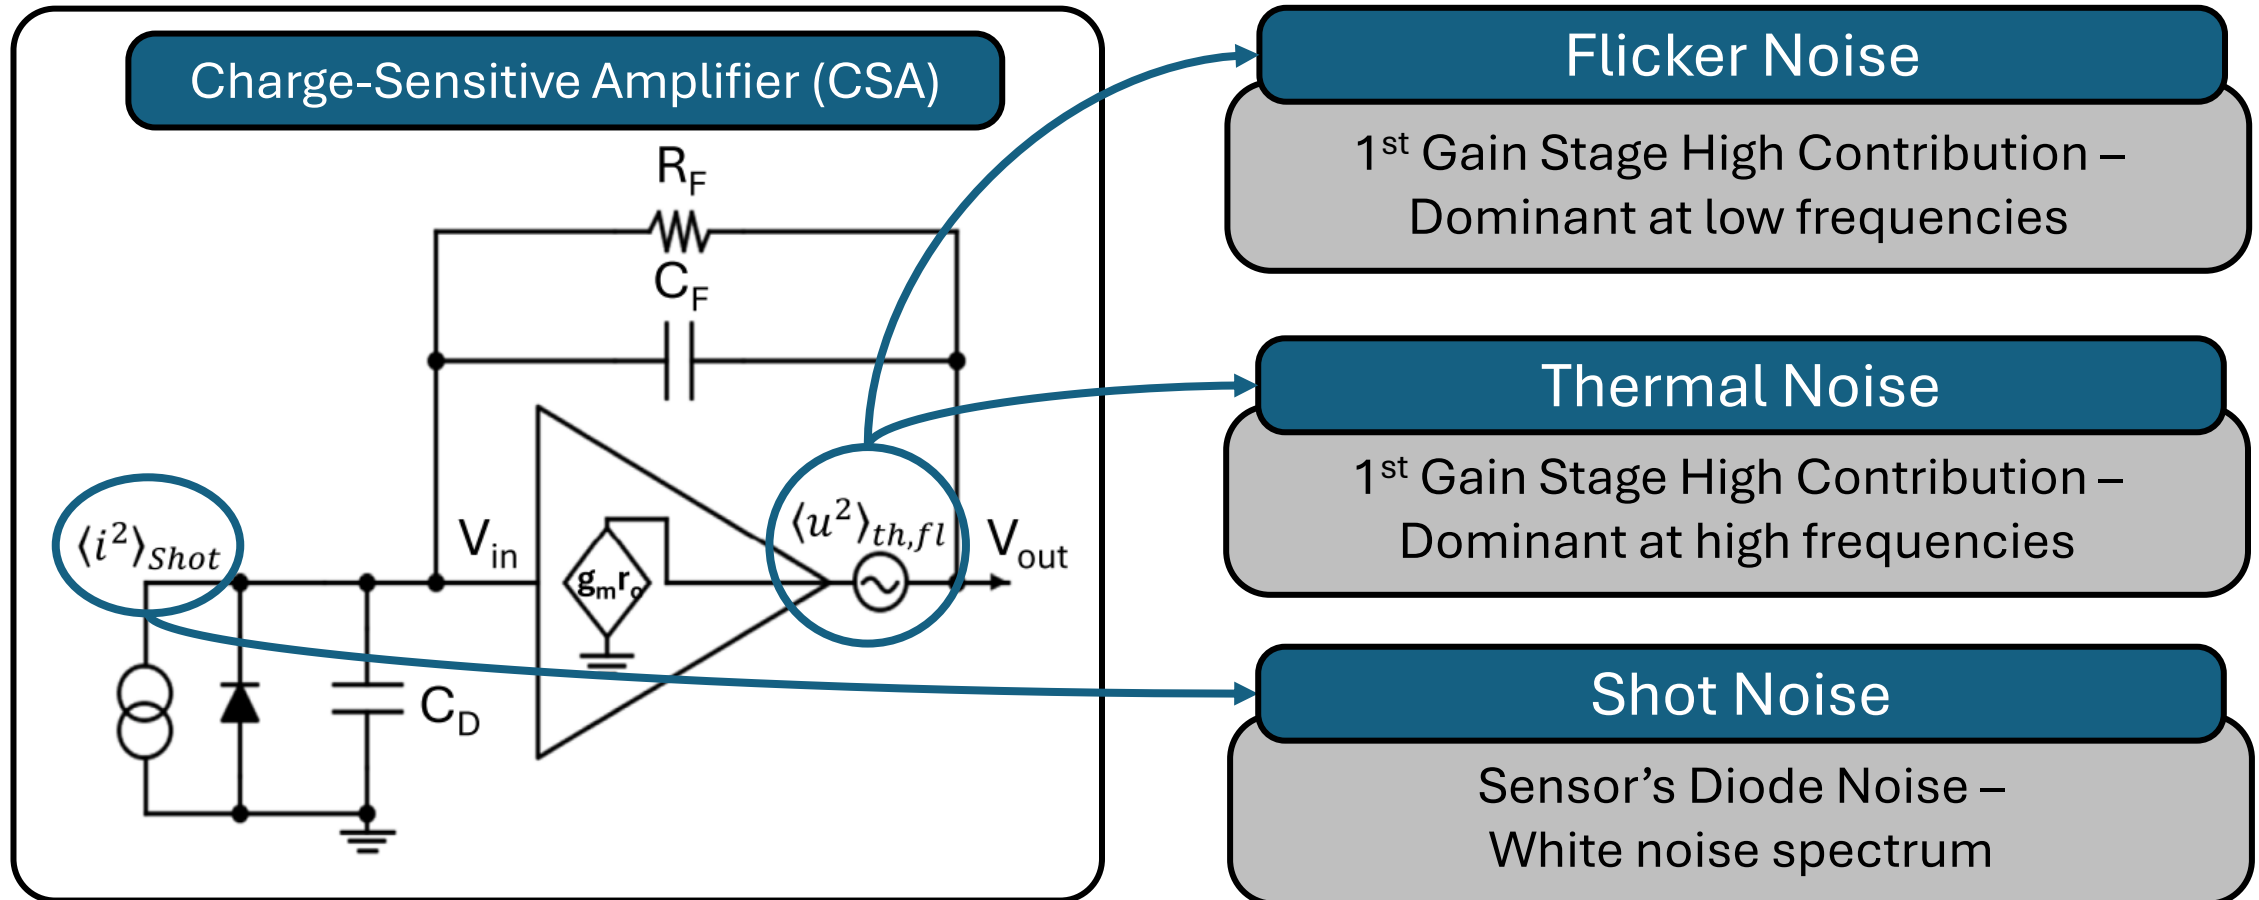 Charge-Sensitive Amplifier (CSA)
R_F
C_F
⟨i²⟩_Shot
V_in
g_m r_o
⟨u²⟩_th,fl
V_out
C_D
Flicker Noise
1st Gain Stage High Contribution –
Dominant at low frequencies
Thermal Noise
1st Gain Stage High Contribution –
Dominant at high frequencies
Shot Noise
Sensor’s Diode Noise –
White noise spectrum